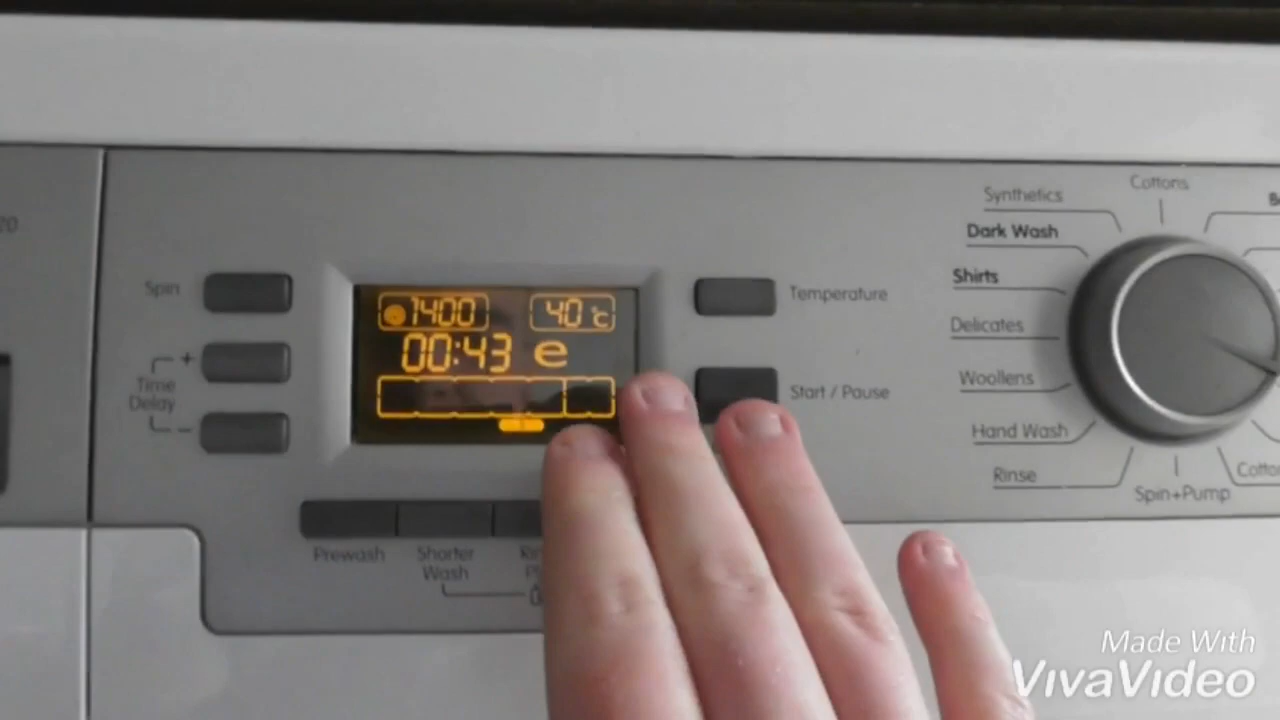 20
Spin
+
Time
Delay
-
1400
40 °C
00:43 e
Temperature
Start / Pause
Prewash
Shorter
Wash
Cottons
Synthetics
Dark Wash
Shirts
Delicates
Woollens
Hand Wash
Rinse
Spin+Pump
Made With
VivaVideo